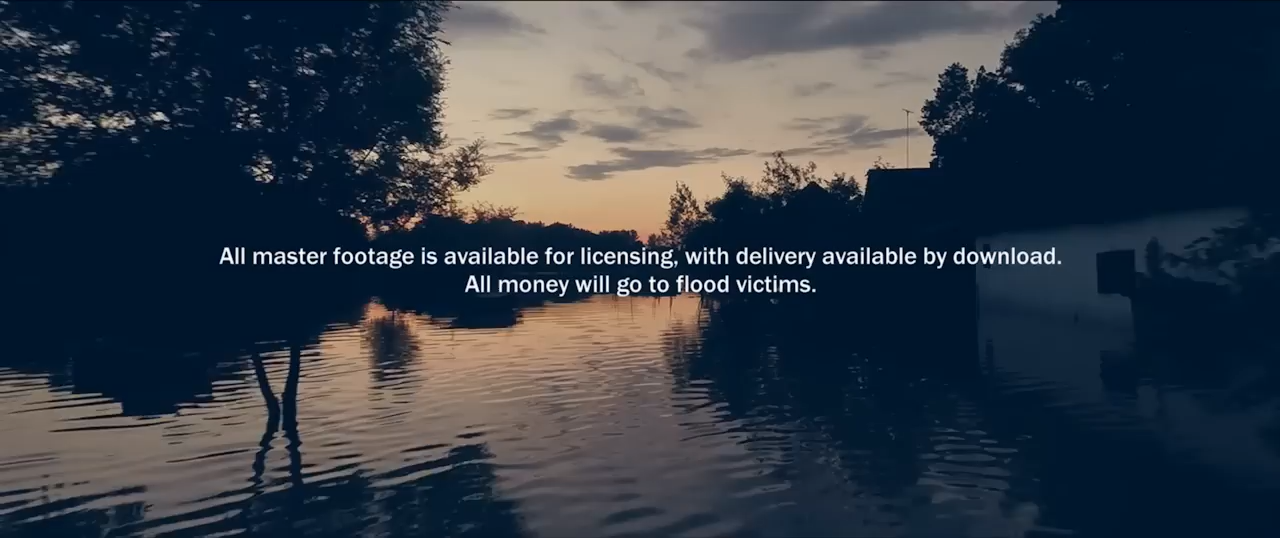 All master footage is available for licensing, with delivery available by download.
All money will go to flood victims.